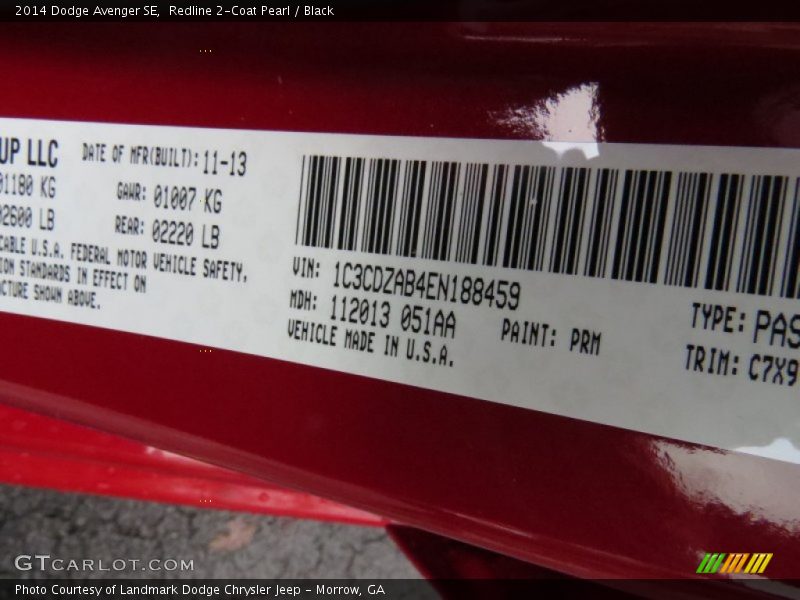 2014 Dodge Avenger SE,  Redline 2-Coat Pearl / Black
UP LLC
DATE OF MFR(BUILT): 11-13
01180 KG
GAWR: 01007 KG
02600 LB
REAR: 02220 LB
CABLE U.S.A. FEDERAL MOTOR VEHICLE SAFETY,
ION STANDARDS IN EFFECT ON
CTURE SHOWN ABOVE.
VIN: 1C3CDZAB4EN188459
MDH: 112013 051AA
PAINT: PRM
VEHICLE MADE IN U.S.A.
TYPE: PAS
TRIM: C7X9
GTCARLOT.COM
Photo Courtesy of Landmark Dodge Chrysler Jeep - Morrow, GA